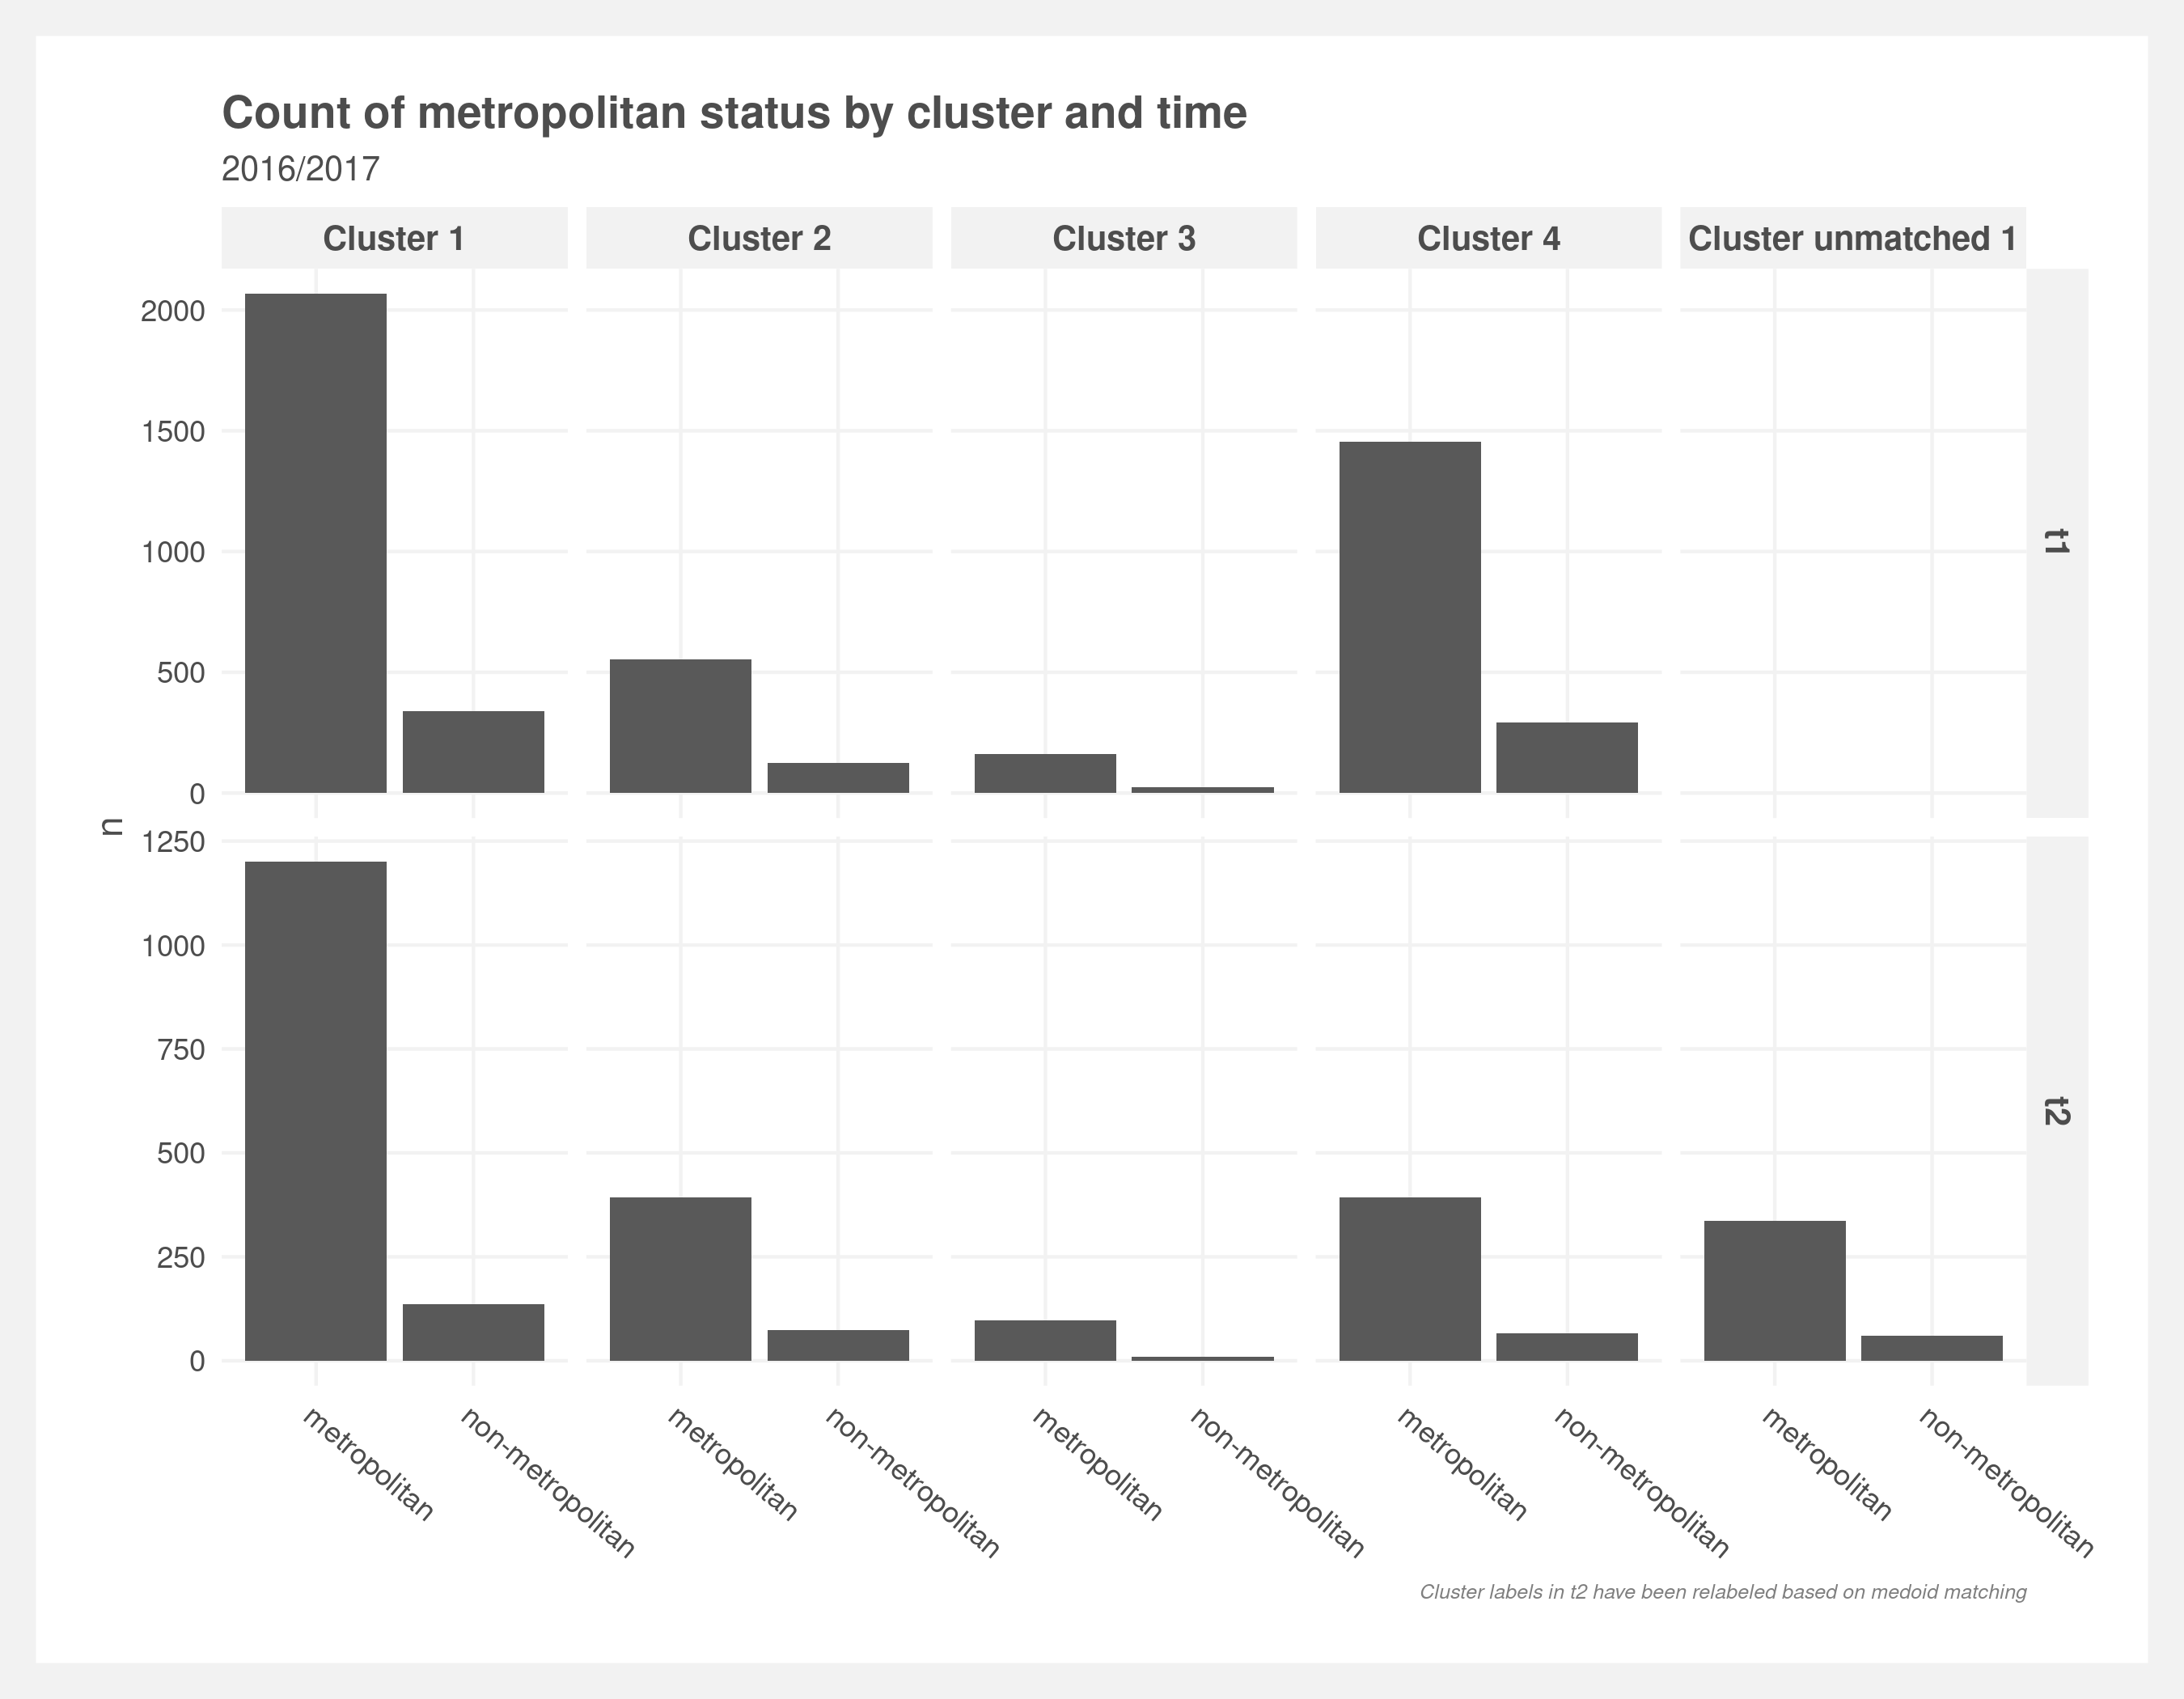 Count of metropolitan status by cluster and time
2016/2017
Cluster 1
Cluster 2
Cluster 3
Cluster 4
Cluster unmatched 1
2000
1500
1000
500
0
t1
n
1250
1000
750
500
250
0
t2
metropolitan
non-metropolitan
metropolitan
non-metropolitan
metropolitan
non-metropolitan
metropolitan
non-metropolitan
metropolitan
non-metropolitan
Cluster labels in t2 have been relabeled based on medoid matching